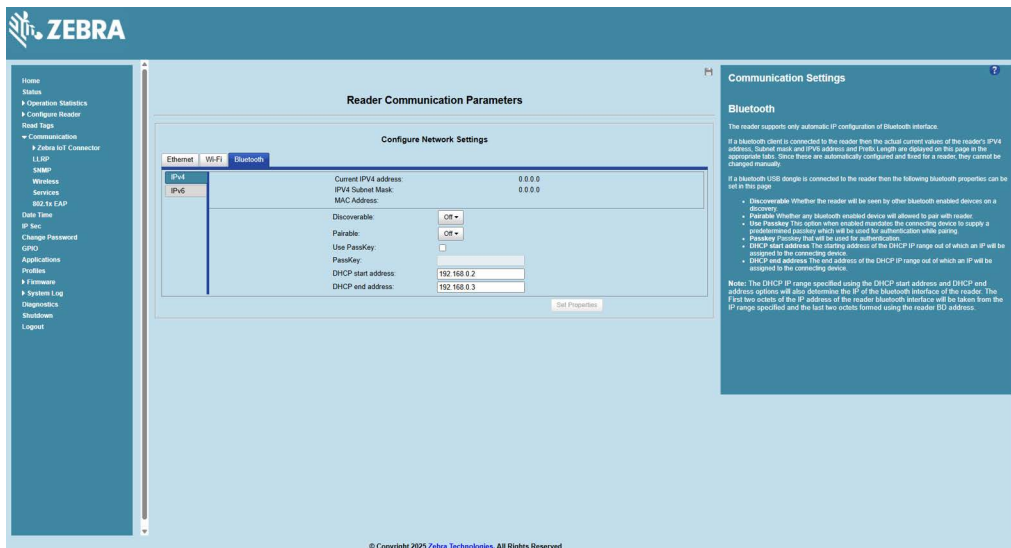 ZEBRA
Home
Status
Operation Statistics
Configure Reader
Read Tags
Communication
Zebra IoT Connector
LLRP
SNMP
Wireless
Services
802.1x EAP
Date Time
IP Sec
Change Password
GPIO
Applications
Profiles
Firmware
System Log
Diagnostics
Shutdown
Logout
Reader Communication Parameters
Configure Network Settings
Ethernet Wi-Fi Bluetooth
IPv4
IPv6
Current IPV4 address: 0.0.0.0
IPV4 Subnet Mask: 0.0.0.0
MAC Address:
Discoverable: Off
Pairable: Off
Use PassKey:
PassKey:
DHCP start address: 192.168.0.2
DHCP end address: 192.168.0.3
Set Properties
?
Communication Settings
Bluetooth
The reader supports only automatic IP configuration of Bluetooth interface.
If a bluetooth client is connected to the reader then the actual current values of the reader's IPV4
address, Subnet mask and IPV6 address and Prefix Length are diplayed on this page in the
appropriate tabs. Since these are automatically configured and fixed for a reader, they cannot be
changed manually.
If a bluetooth USB dongle is connected to the reader then the following bluetooth properties can be
set in this page
• Discoverable Whether the reader will be seen by other bluetooth enabled deivces on a
discovery.
• Pairable Whether any bluetooth enabled device will allowed to pair with reader.
• Use Passkey This option when enabled mandates the connecting device to supply a
predetermined passkey which will be used for authentication while pairing.
• Passkey Passkey that will be used for authentication.
• DHCP start address The starting address of the DHCP IP range out of which an IP will be
assigned to the connecting device.
• DHCP end address The end address of the DHCP IP range out of which an IP will be
assigned to the connecting device.
Note: The DHCP IP range specified using the DHCP start address and DHCP end
address options will also determine the IP of the bluetooth interface of the reader. The
First two octets of the IP address of the reader bluetooth interface will be taken from the
IP range specified and the last two octets formed using the reader BD address.
© Copyright 2025 Zebra Technologies. All Rights Reserved